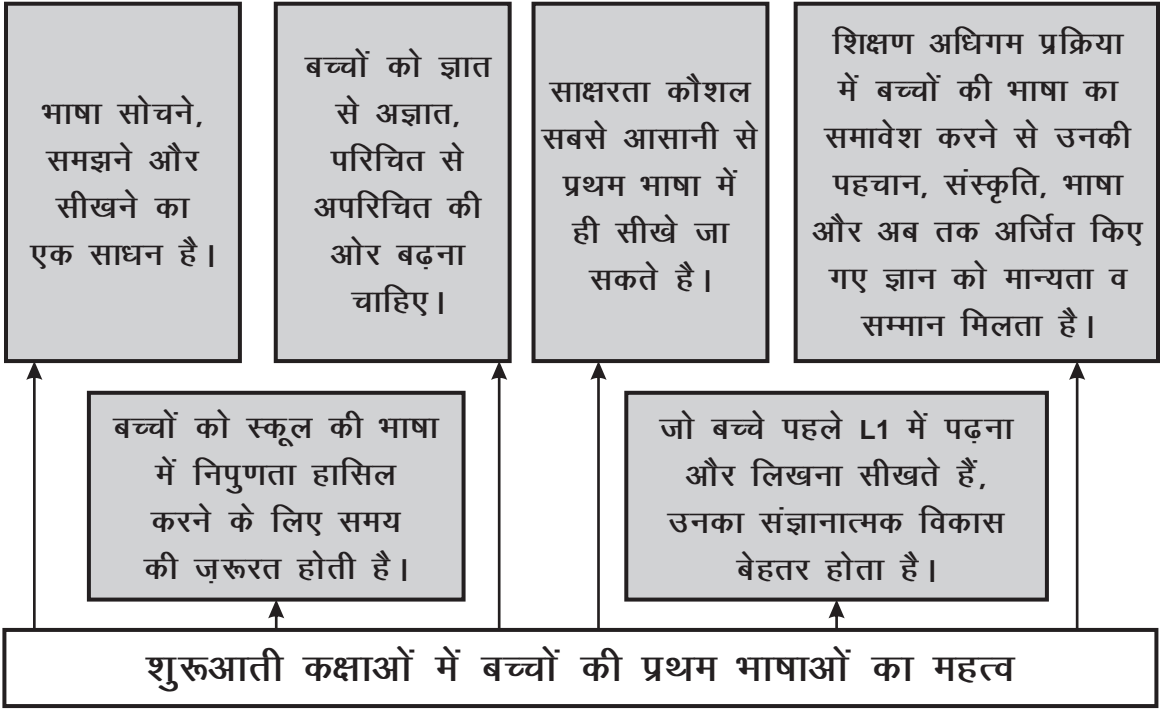 भाषा सोचने,
समझने और
सीखने का
एक साधन है।
बच्चों को ज्ञात
से अज्ञात,
परिचित से
अपरिचित की
ओर बढ़ना
चाहिए।
साक्षरता कौशल
सबसे आसानी से
प्रथम भाषा में
ही सीखे जा
सकते है।
शिक्षण अधिगम प्रक्रिया
में बच्चों की भाषा का
समावेश करने से उनकी
पहचान, संस्कृति, भाषा
और अब तक अर्जित किए
गए ज्ञान को मान्यता व
सम्मान मिलता है।
बच्चों को स्कूल की भाषा
में निपुणता हासिल
करने के लिए समय
की ज़रूरत होती है।
जो बच्चे पहले L1 में पढ़ना
और लिखना सीखते हैं,
उनका संज्ञानात्मक विकास
बेहतर होता है।
शुरूआती कक्षाओं में बच्चों की प्रथम भाषाओं का महत्व